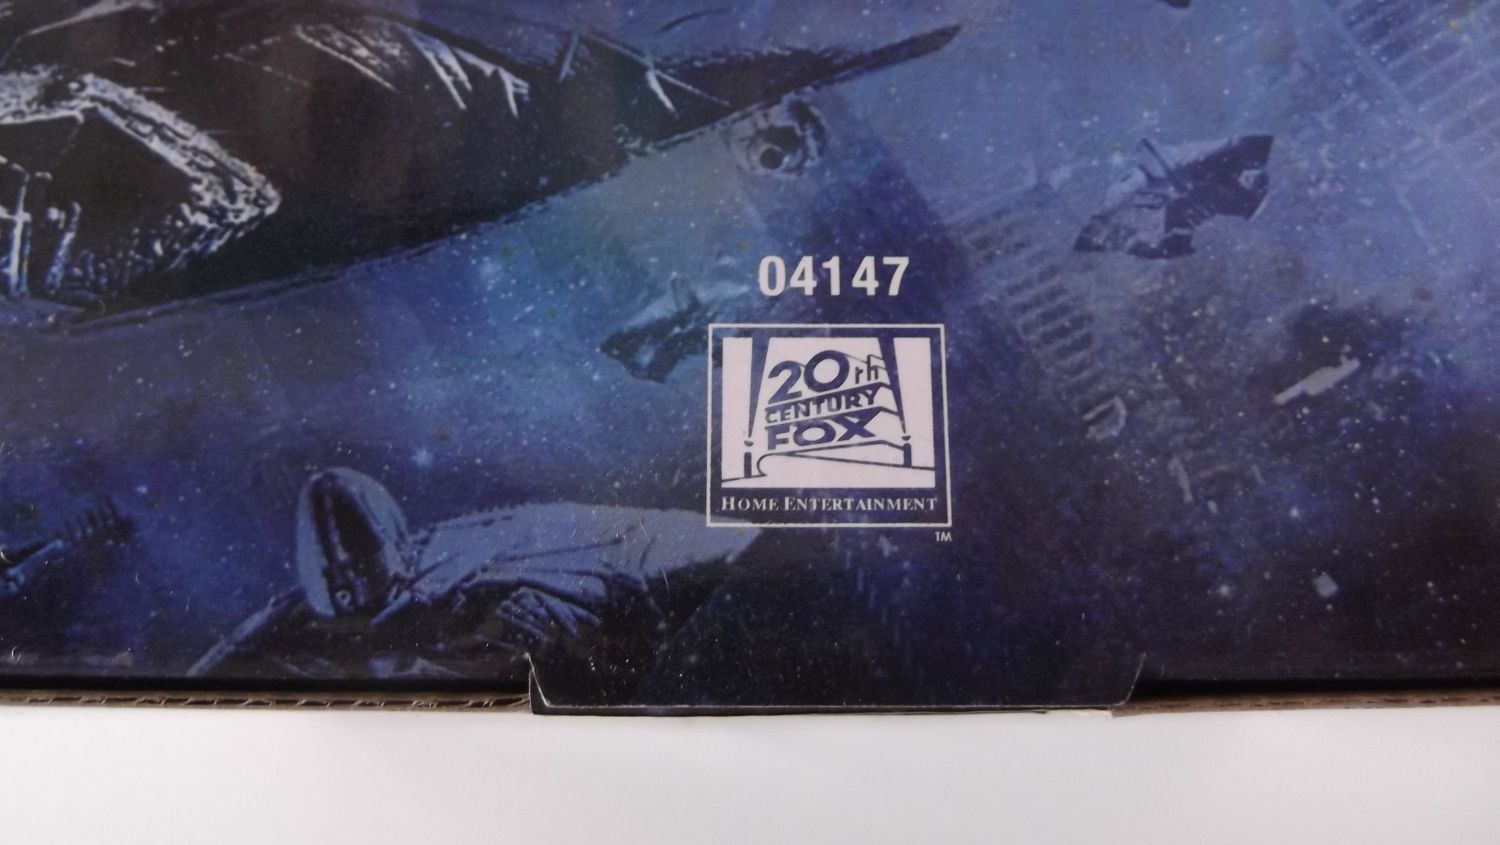 04147
20th
CENTURY
FOX
HOME ENTERTAINMENT
TM